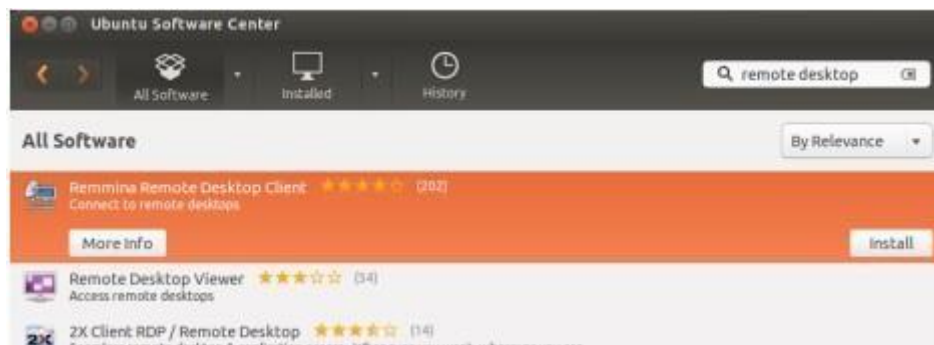 Ubuntu Software Center
All Software
Installed
History
remote desktop
All Software
By Relevance
Remmina Remote Desktop Client (202)
Connect to remote desktops
More Info
Install
Remote Desktop Viewer (34)
Access remote desktops
2X
2X Client RDP / Remote Desktop (14)